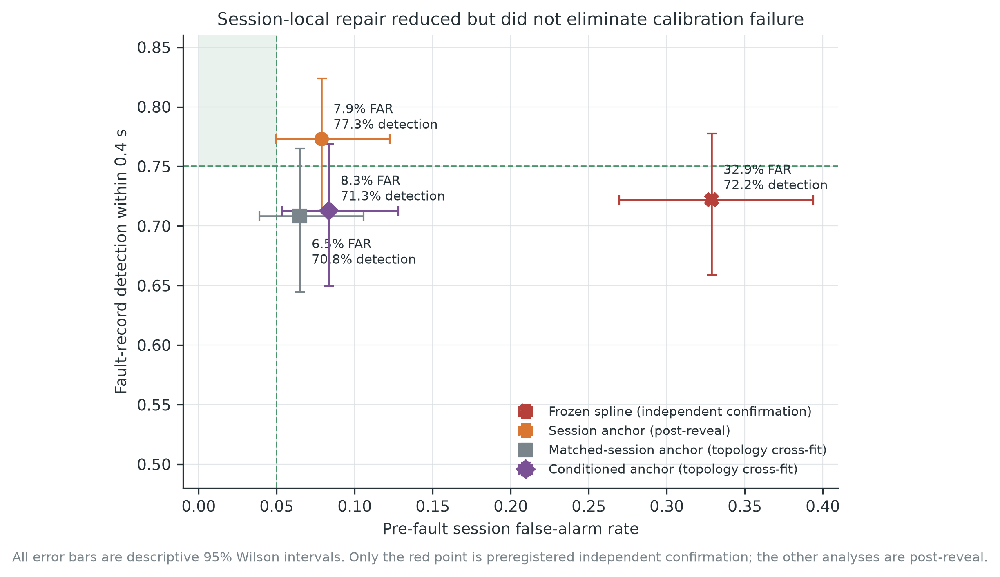 Session-local repair reduced but did not eliminate calibration failure
Fault-record detection within 0.4 s
0.85
0.80
0.75
0.70
0.65
0.60
0.55
0.50
7.9% FAR
77.3% detection
8.3% FAR
71.3% detection
6.5% FAR
70.8% detection
32.9% FAR
72.2% detection
Frozen spline (independent confirmation)
Session anchor (post-reveal)
Matched-session anchor (topology cross-fit)
Conditioned anchor (topology cross-fit)
0.00 0.05 0.10 0.15 0.20 0.25 0.30 0.35 0.40
Pre-fault session false-alarm rate
All error bars are descriptive 95% Wilson intervals. Only the red point is preregistered independent confirmation; the other analyses are post-reveal.